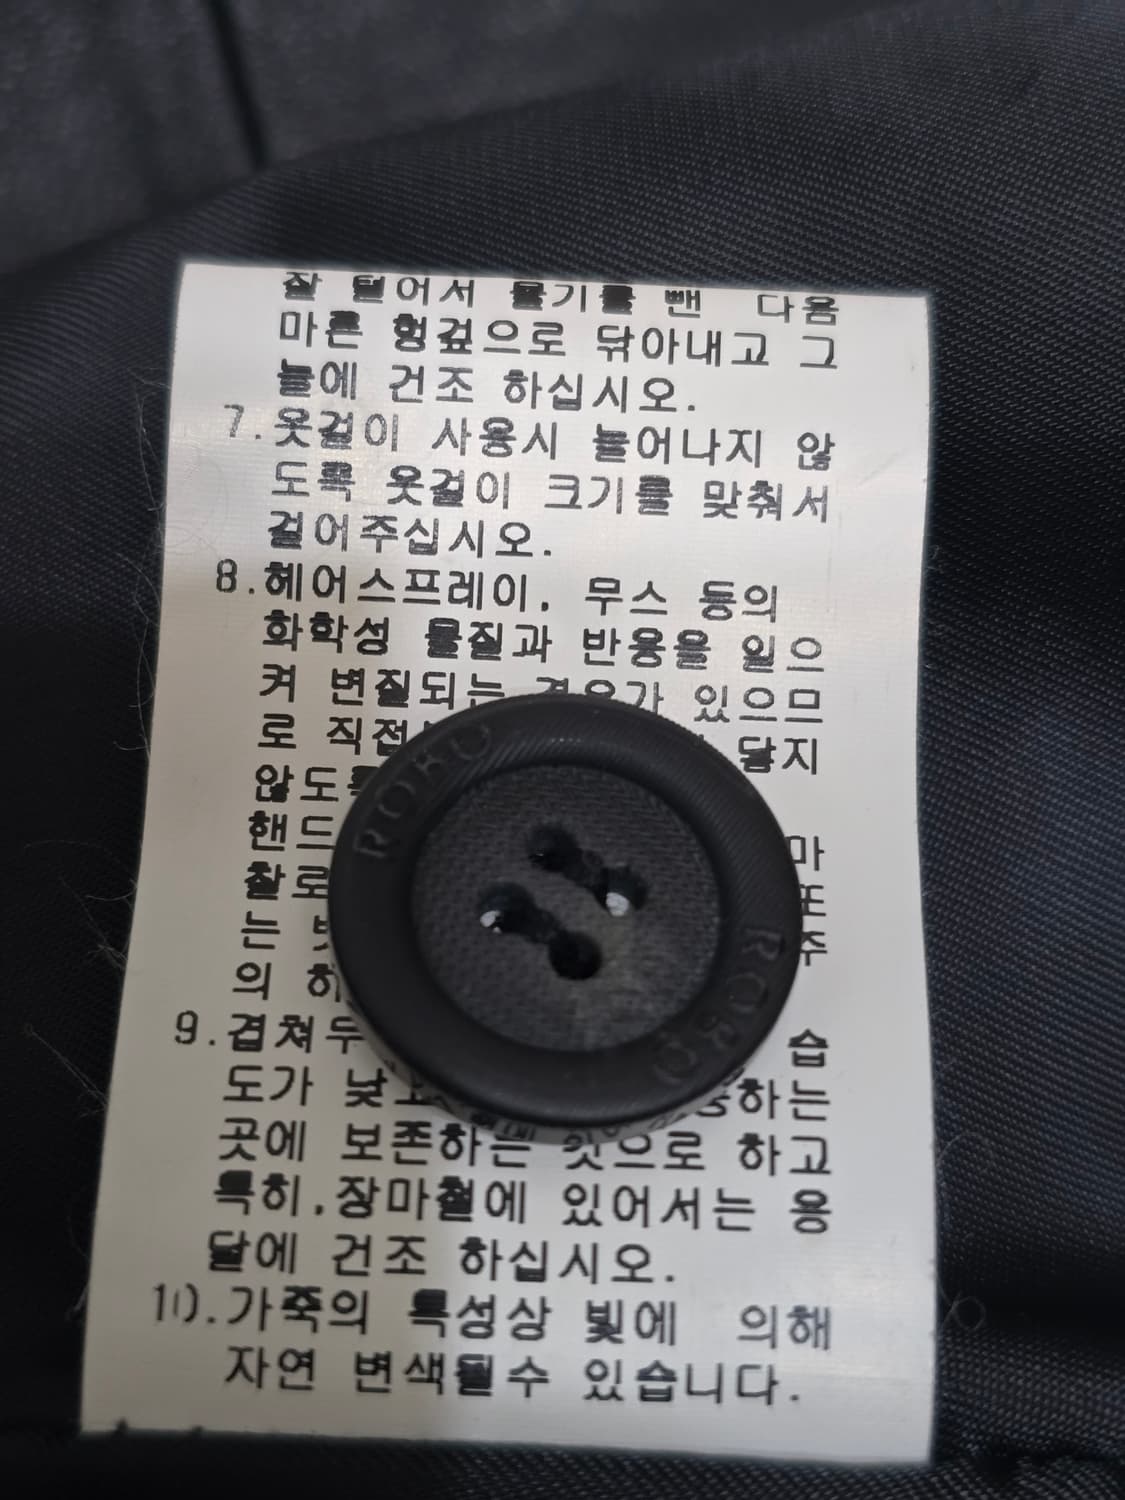 잘 털어서 물기를 뺀 다음
마른 헝겊으로 닦아내고 그
늘에 건조 하십시오.
7.옷걸이 사용시 늘어나지 않
도록 옷걸이 크기를 맞춰서
걸어주십시오.
8.헤어스프레이, 무스 등의
화학성 물질과 반응을 일으
켜 변질되는 경우가 있으므
로 직접 닿지
않도록
핸드 마
찰로 또
는 주
의 하
9.겹쳐두 습
도가 낮고 하는
곳에 보존하는 것으로 하고
특히,장마철에 있어서는 응
달에 건조 하십시오.
10.가죽의 특성상 빛에 의해
자연 변색될수 있습니다.
ROKO